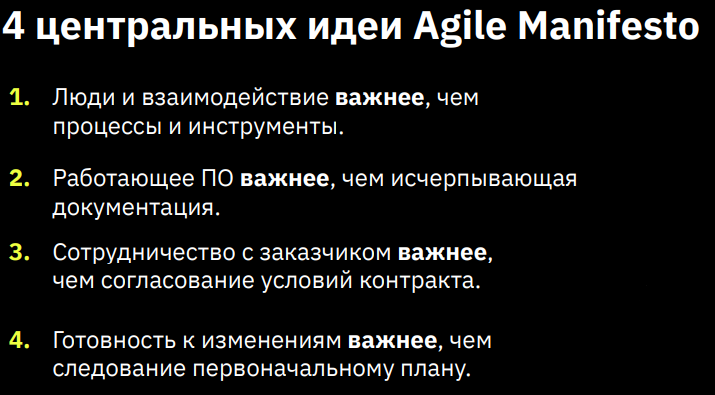 4 центральных идеи Agile Manifesto
1. Люди и взаимодействие важнее, чем
процессы и инструменты.
2. Работающее ПО важнее, чем исчерпывающая
документация.
3. Сотрудничество с заказчиком важнее,
чем согласование условий контракта.
4. Готовность к изменениям важнее, чем
следование первоначальному плану.